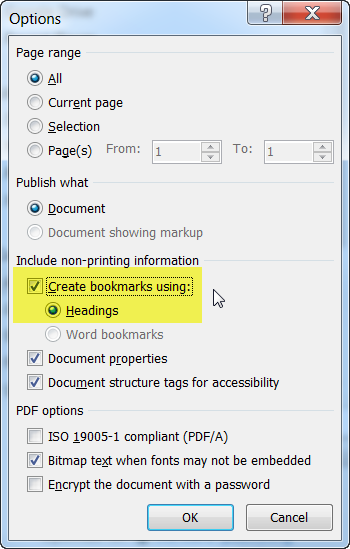 Options
Page range
All
Current page
Selection
Page(s) From: 1 To: 1
Publish what
Document
Document showing markup
Include non-printing information
Create bookmarks using:
Headings
Word bookmarks
Document properties
Document structure tags for accessibility
PDF options
ISO 19005-1 compliant (PDF/A)
Bitmap text when fonts may not be embedded
Encrypt the document with a password
OK Cancel